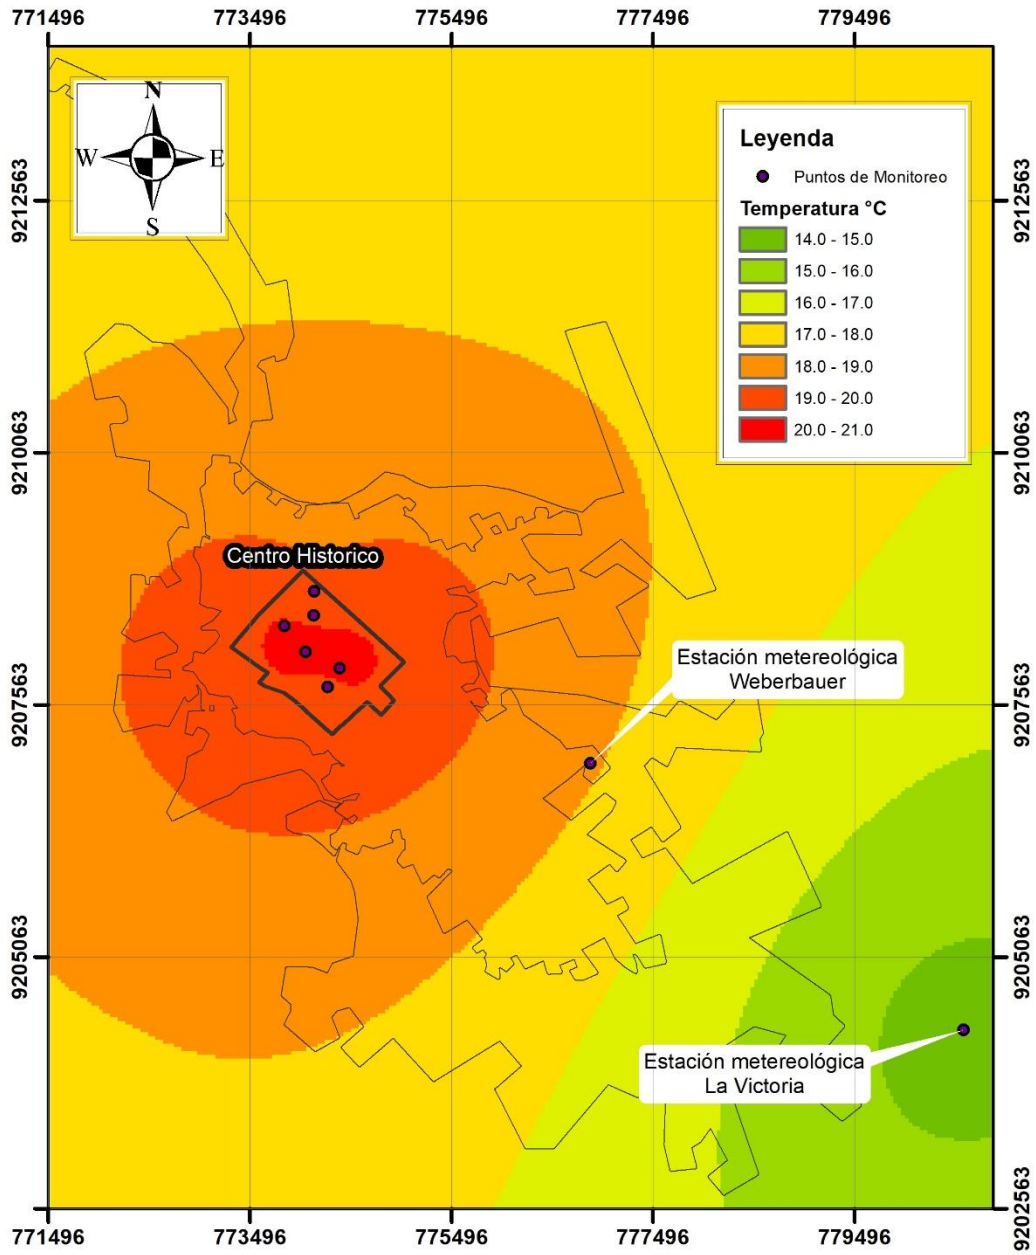 771496
773496
775496
777496
779496
N
W
E
S
Leyenda
Puntos de Monitoreo
Temperatura °C
14.0 - 15.0
15.0 - 16.0
16.0 - 17.0
17.0 - 18.0
18.0 - 19.0
19.0 - 20.0
20.0 - 21.0
9212563
9212563
9210063
9210063
Centro Historico
Estación metereológica
Weberbauer
9207563
9207563
9205063
9205063
Estación metereológica
La Victoria
9202563
9202563
771496
773496
775496
777496
779496